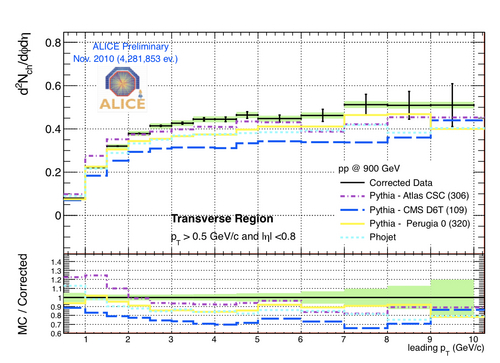 d²N_ch/dϕdη
0.8
0.6
0.4
0.2
0
ALICE Preliminary
Nov. 2010 (4,281,853 ev.)
ALICE
pp @ 900 GeV
Corrected Data
Pythia - Atlas CSC (306)
Pythia - CMS D6T (109)
Pythia - Perugia 0 (320)
Phojet
Transverse Region
p_T > 0.5 GeV/c and |η| <0.8
MC / Corrected
1.4
1.3
1.2
1.1
1
0.9
0.8
0.7
0.6
1 2 3 4 5 6 7 8 9 10
leading p_T (GeV/c)